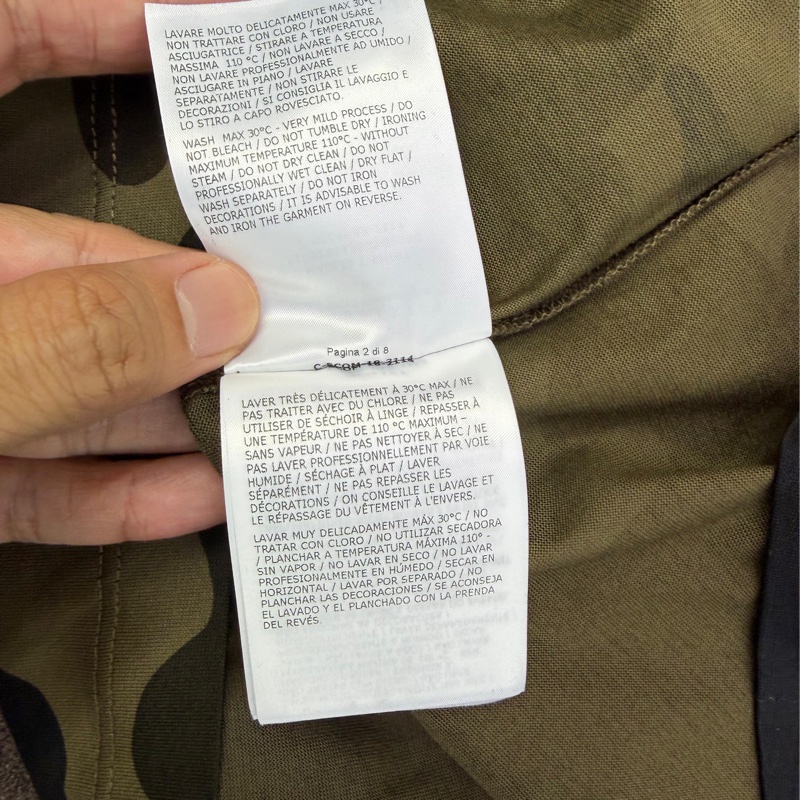 LAVARE MOLTO DELICATAMENTE MAX 30°C /
NON TRATTARE CON CLORO / NON USARE
ASCIUGATRICE / STIRARE A TEMPERATURA
MASSIMA 110 °C / NON LAVARE A SECCO /
NON LAVARE PROFESSIONALMENTE AD UMIDO /
ASCIUGARE IN PIANO / LAVARE
SEPARATAMENTE / NON STIRARE LE
DECORAZIONI / SI CONSIGLIA IL LAVAGGIO E
LO STIRO A CAPO ROVESCIATO.
WASH MAX 30°C - VERY MILD PROCESS / DO
NOT BLEACH / DO NOT TUMBLE DRY / IRONING
MAXIMUM TEMPERATURE 110°C - WITHOUT
STEAM / DO NOT DRY CLEAN / DO NOT
PROFESSIONALLY WET CLEAN / DRY FLAT /
WASH SEPARATELY / DO NOT IRON
DECORATIONS / IT IS ADVISABLE TO WASH
AND IRON THE GARMENT ON REVERSE.
Pagina 2 di 8
LAVER TRÈS DÉLICATEMENT À 30°C MAX / NE
PAS TRAITER AVEC DU CHLORE / NE PAS
UTILISER DE SÉCHOIR À LINGE / REPASSER À
UNE TEMPÉRATURE DE 110 °C MAXIMUM –
SANS VAPEUR / NE PAS NETTOYER À SEC / NE
PAS LAVER PROFESSIONNELLEMENT PAR VOIE
HUMIDE / SÉCHAGE À PLAT / LAVER
SÉPARÉMENT / NE PAS REPASSER LES
DÉCORATIONS / ON CONSEILLE LE LAVAGE ET
LE RÉPASSAGE DU VÊTEMENT À L'ENVERS.
LAVAR MUY DELICADAMENTE MÁX 30°C / NO
TRATAR CON CLORO / NO UTILIZAR SECADORA
/ PLANCHAR A TEMPERATURA MÁXIMA 110° -
SIN VAPOR / NO LAVAR EN SECO / NO LAVAR
PROFESIONALMENTE EN HÚMEDO / SECAR EN
HORIZONTAL / LAVAR POR SEPARADO / NO
PLANCHAR LAS DECORACIONES / SE ACONSEJA
EL LAVADO Y EL PLANCHADO CON LA PRENDA
DEL REVÉS.